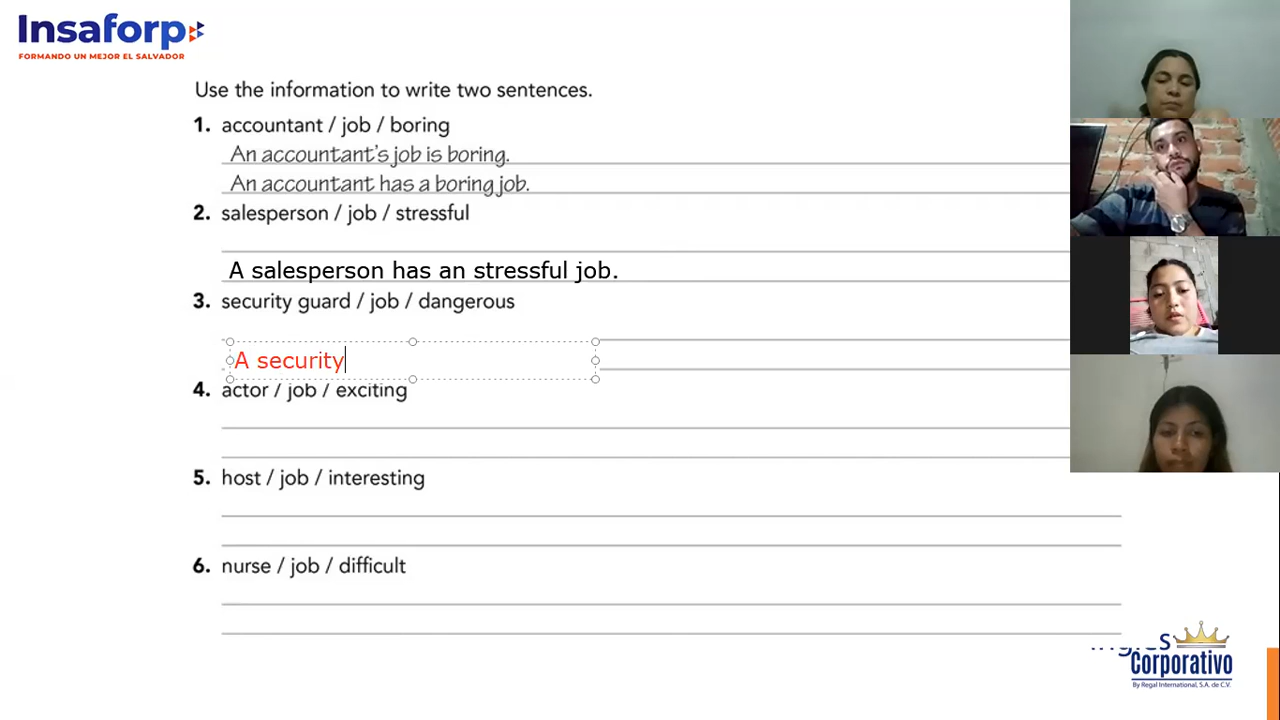 Insaforp
FORMANDO UN MEJOR EL SALVADOR
Use the information to write two sentences.
1. accountant / job / boring
An accountant's job is boring.
An accountant has a boring job.
2. salesperson / job / stressful
A salesperson has an stressful job.
3. security guard / job / dangerous
A security
4. actor / job / exciting
5. host / job / interesting
6. nurse / job / difficult
Corporativo
By Regal International, S.A. de C.V.